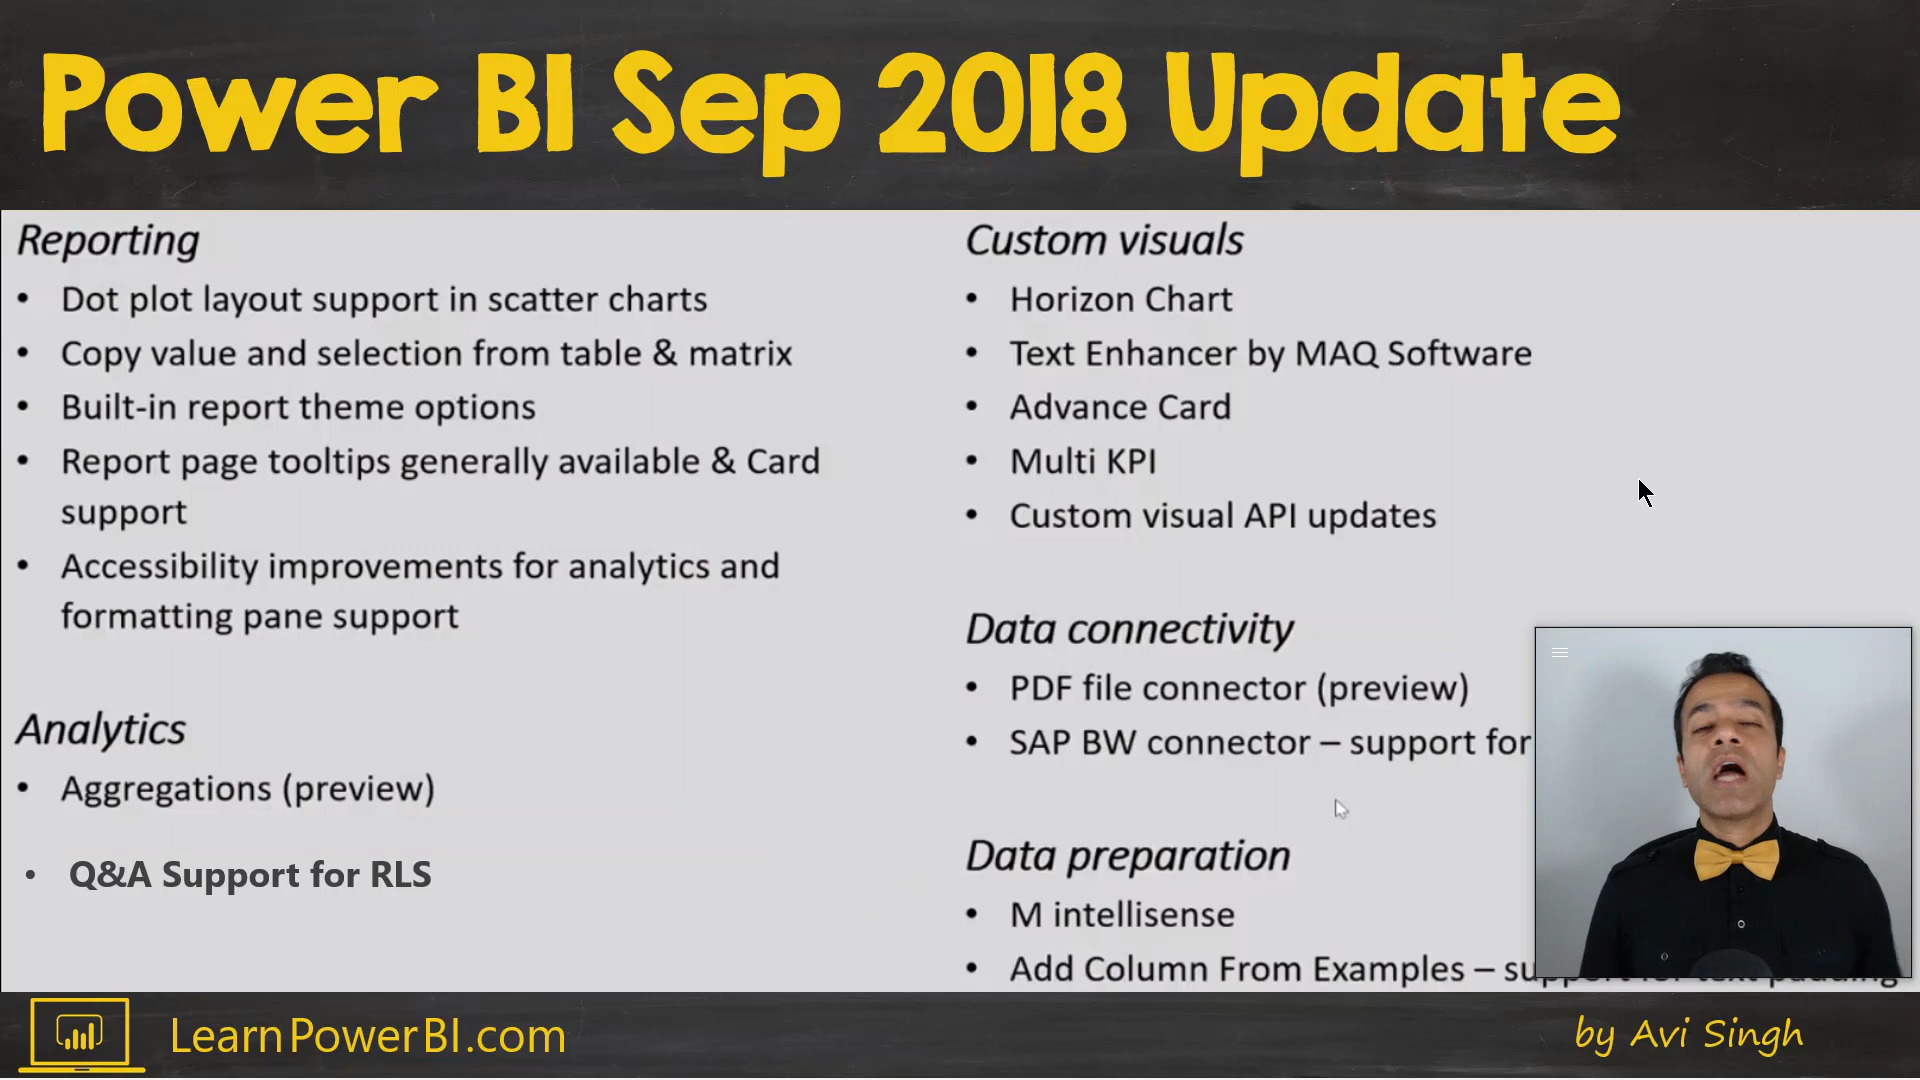 Power BI Sep 2018 Update
Reporting
• Dot plot layout support in scatter charts
• Copy value and selection from table & matrix
• Built-in report theme options
• Report page tooltips generally available & Card
support
• Accessibility improvements for analytics and
formatting pane support
Analytics
• Aggregations (preview)
• Q&A Support for RLS
Custom visuals
• Horizon Chart
• Text Enhancer by MAQ Software
• Advance Card
• Multi KPI
• Custom visual API updates
Data connectivity
• PDF file connector (preview)
• SAP BW connector – support for
Data preparation
• M intellisense
• Add Column From Examples – support for text padding
LearnPowerBI.com
by Avi Singh